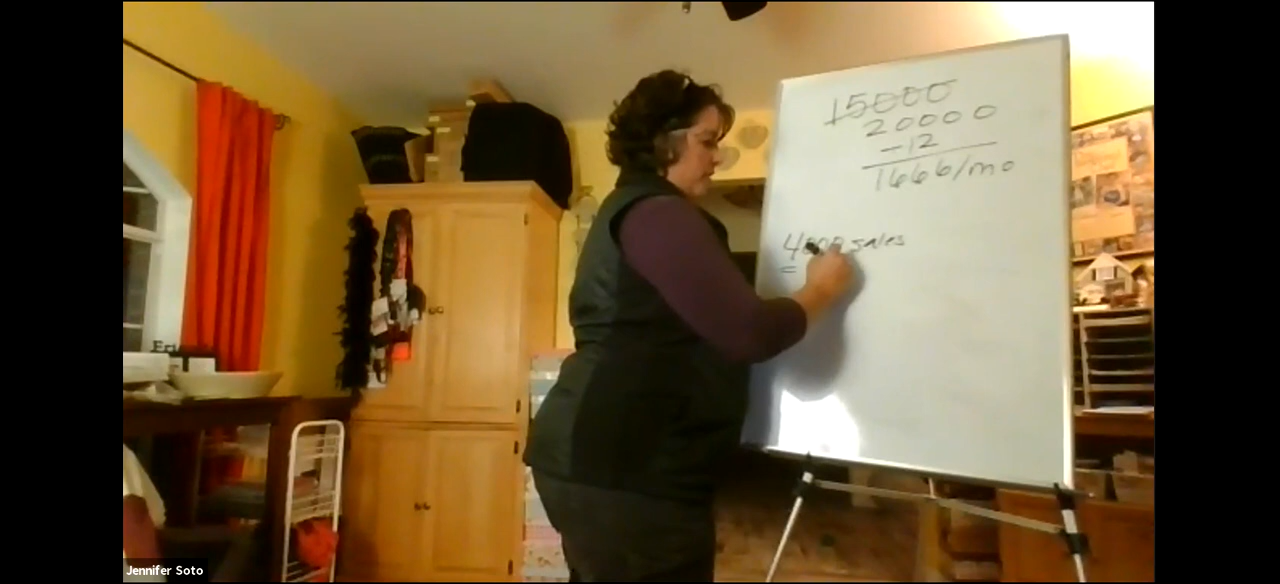 15000
20000
-12
1666/mo
4000 sales
=
Jennifer Soto